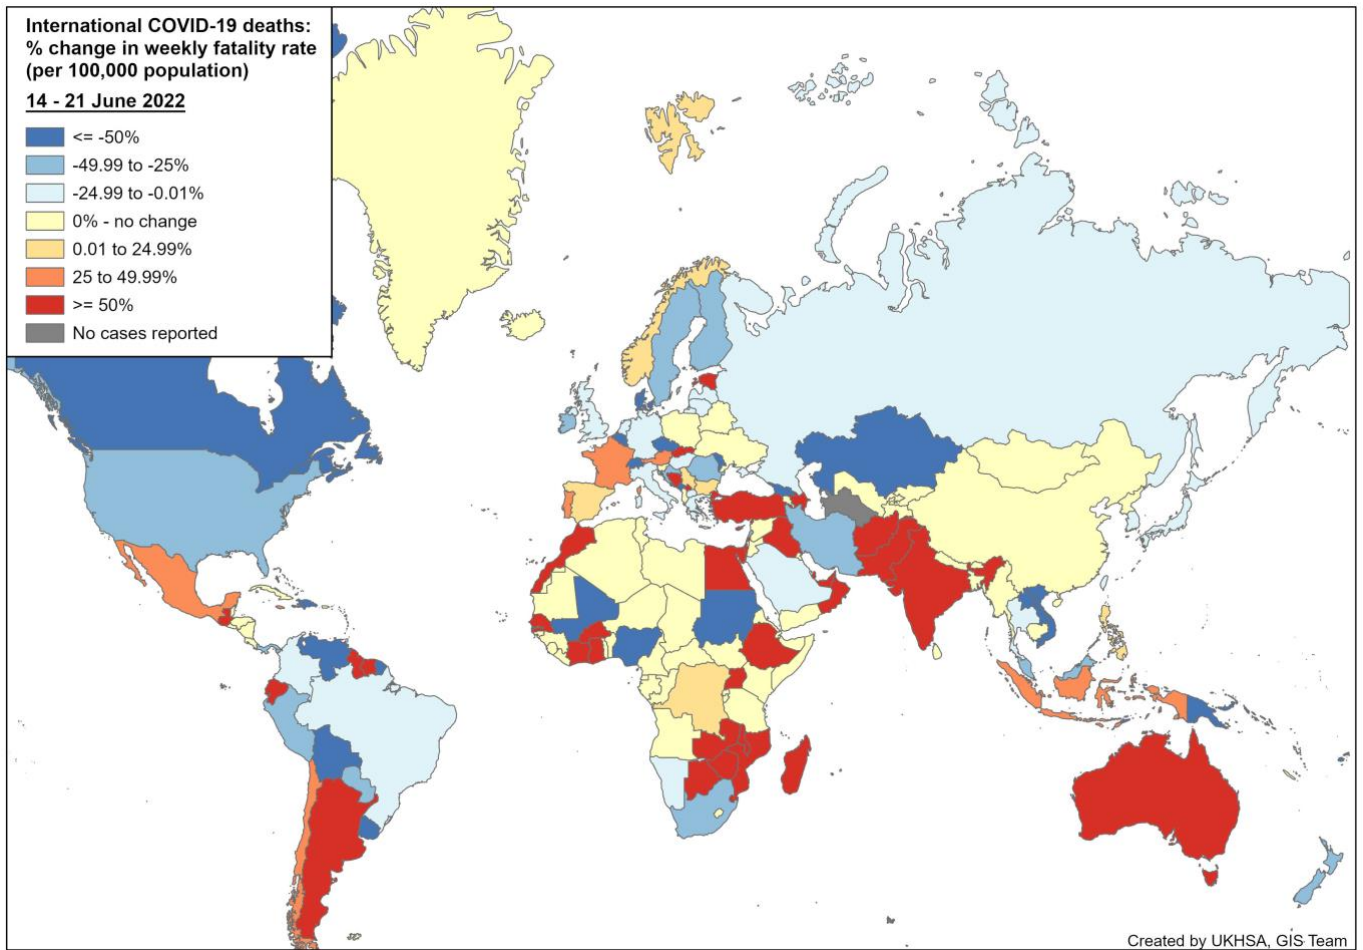 International COVID-19 deaths:
% change in weekly fatality rate
(per 100,000 population)
14 - 21 June 2022
<= -50%
-49.99 to -25%
-24.99 to -0.01%
0% - no change
0.01 to 24.99%
25 to 49.99%
>= 50%
No cases reported
Created by UKHSA, GIS Team